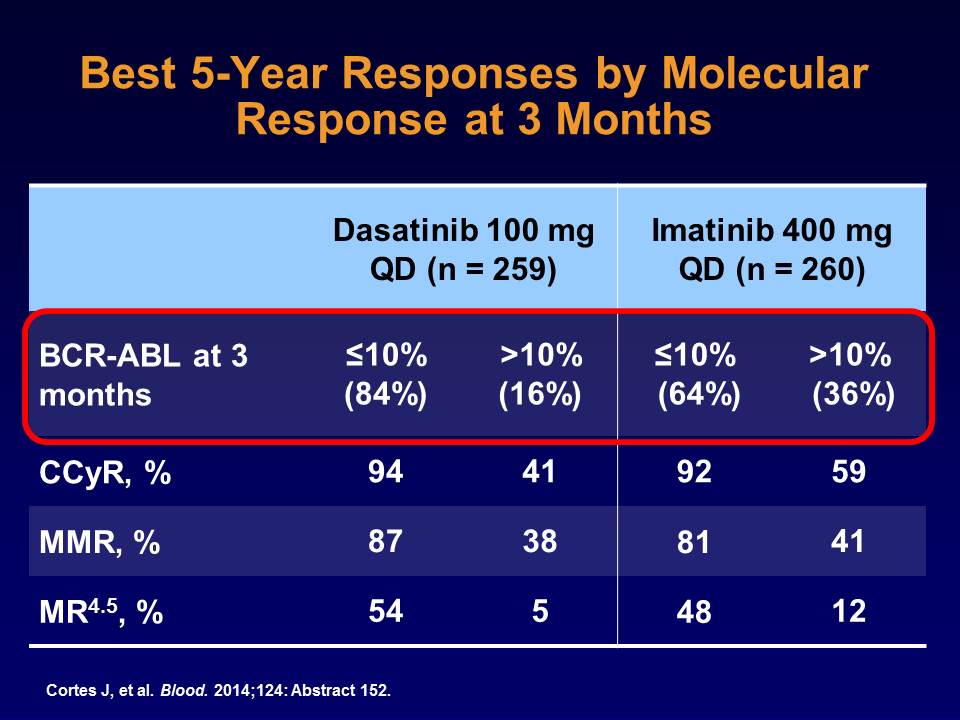 Best 5-Year Responses by Molecular
Response at 3 Months
Dasatinib 100 mg
QD (n = 259)
Imatinib 400 mg
QD (n = 260)
BCR-ABL at 3
months
≤10%
(84%)
>10%
(16%)
≤10%
(64%)
>10%
(36%)
CCyR, % 94 41 92 59
MMR, % 87 38 81 41
MR⁴·⁵, % 54 5 48 12
Cortes J, et al. Blood. 2014;124: Abstract 152.